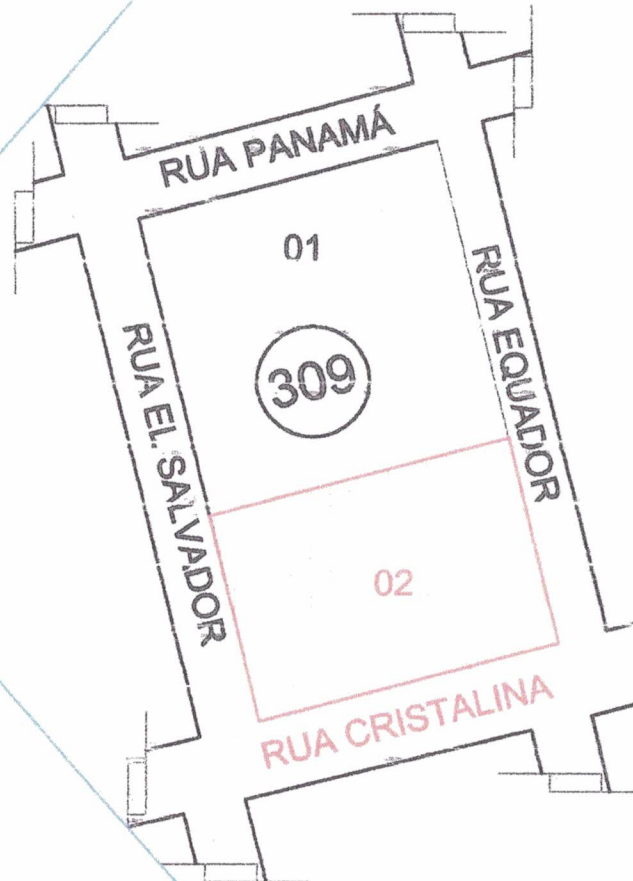 RUA PANAMÁ
01
RUA EQUADOR
309
RUA EL SALVADOR
02
RUA CRISTALINA